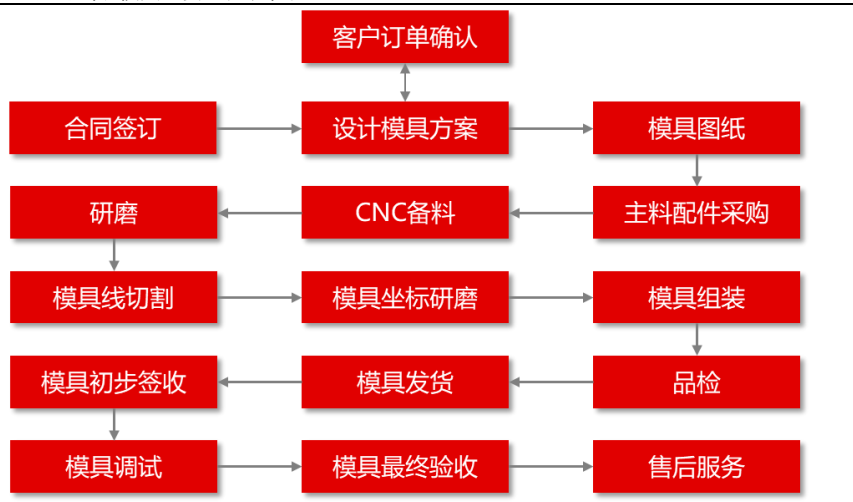 客户订单确认
合同签订
设计模具方案
模具图纸
研磨
CNC备料
主料配件采购
模具线切割
模具坐标研磨
模具组装
模具初步签收
模具发货
品检
模具调试
模具最终验收
售后服务